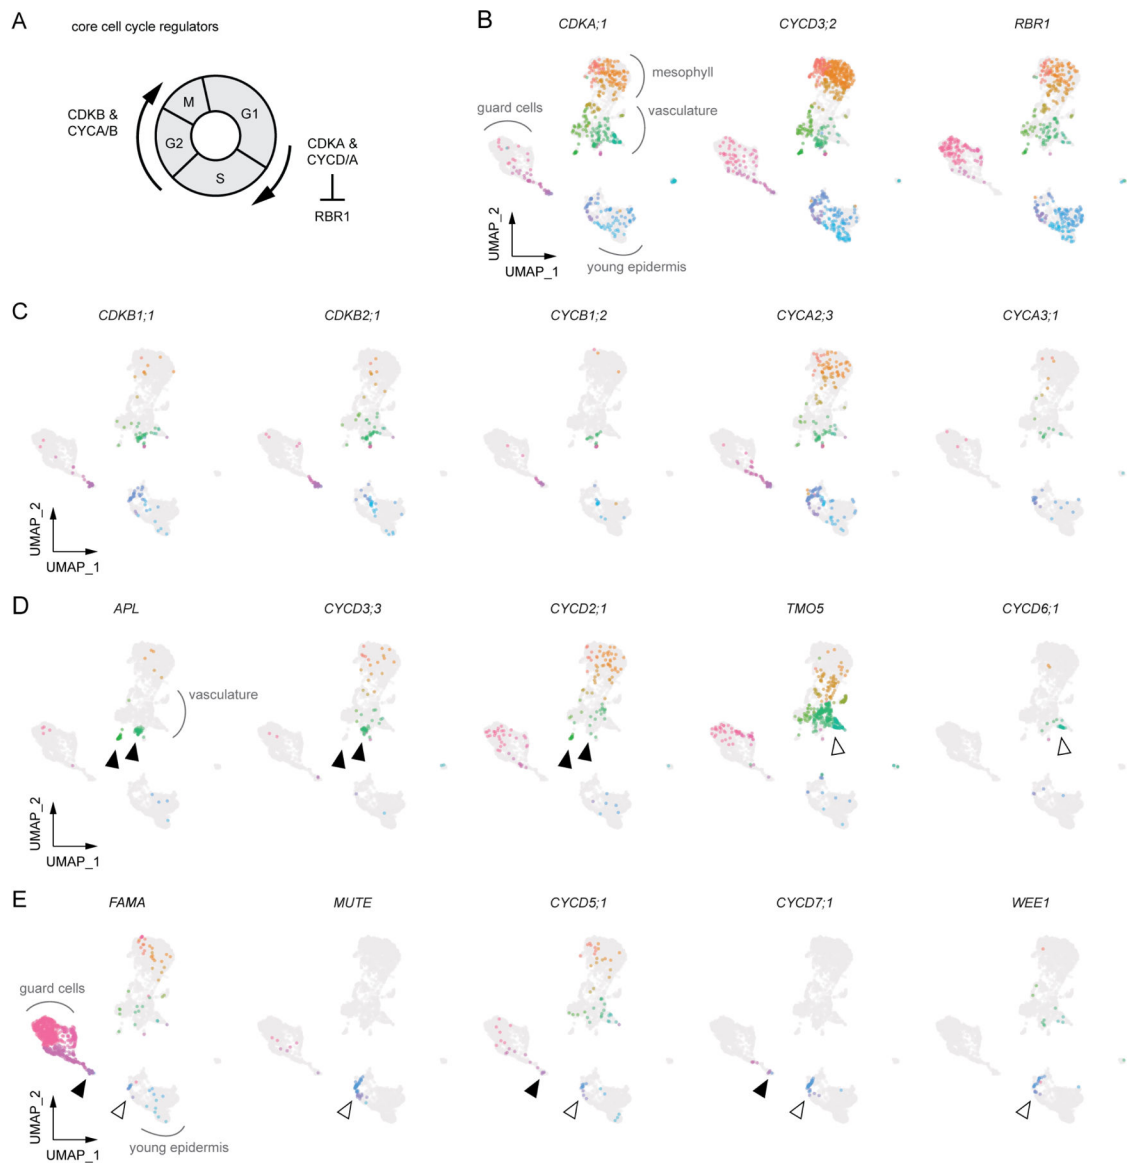 A
core cell cycle regulators
CDKB &
CYCA/B
M
G1
G2
S
CDKA &
CYCD/A
RBR1
B
CDKA;1
CYCD3;2
RBR1
mesophyll
vasculature
guard cells
UMAP_2
UMAP_1
young epidermis
C
CDKB1;1
CDKB2;1
CYCB1;2
CYCA2;3
CYCA3;1
UMAP_2
UMAP_1
D
APL
CYCD3;3
CYCD2;1
TMO5
CYCD6;1
vasculature
UMAP_2
UMAP_1
E
FAMA
MUTE
CYCD5;1
CYCD7;1
WEE1
guard cells
UMAP_2
UMAP_1
young epidermis